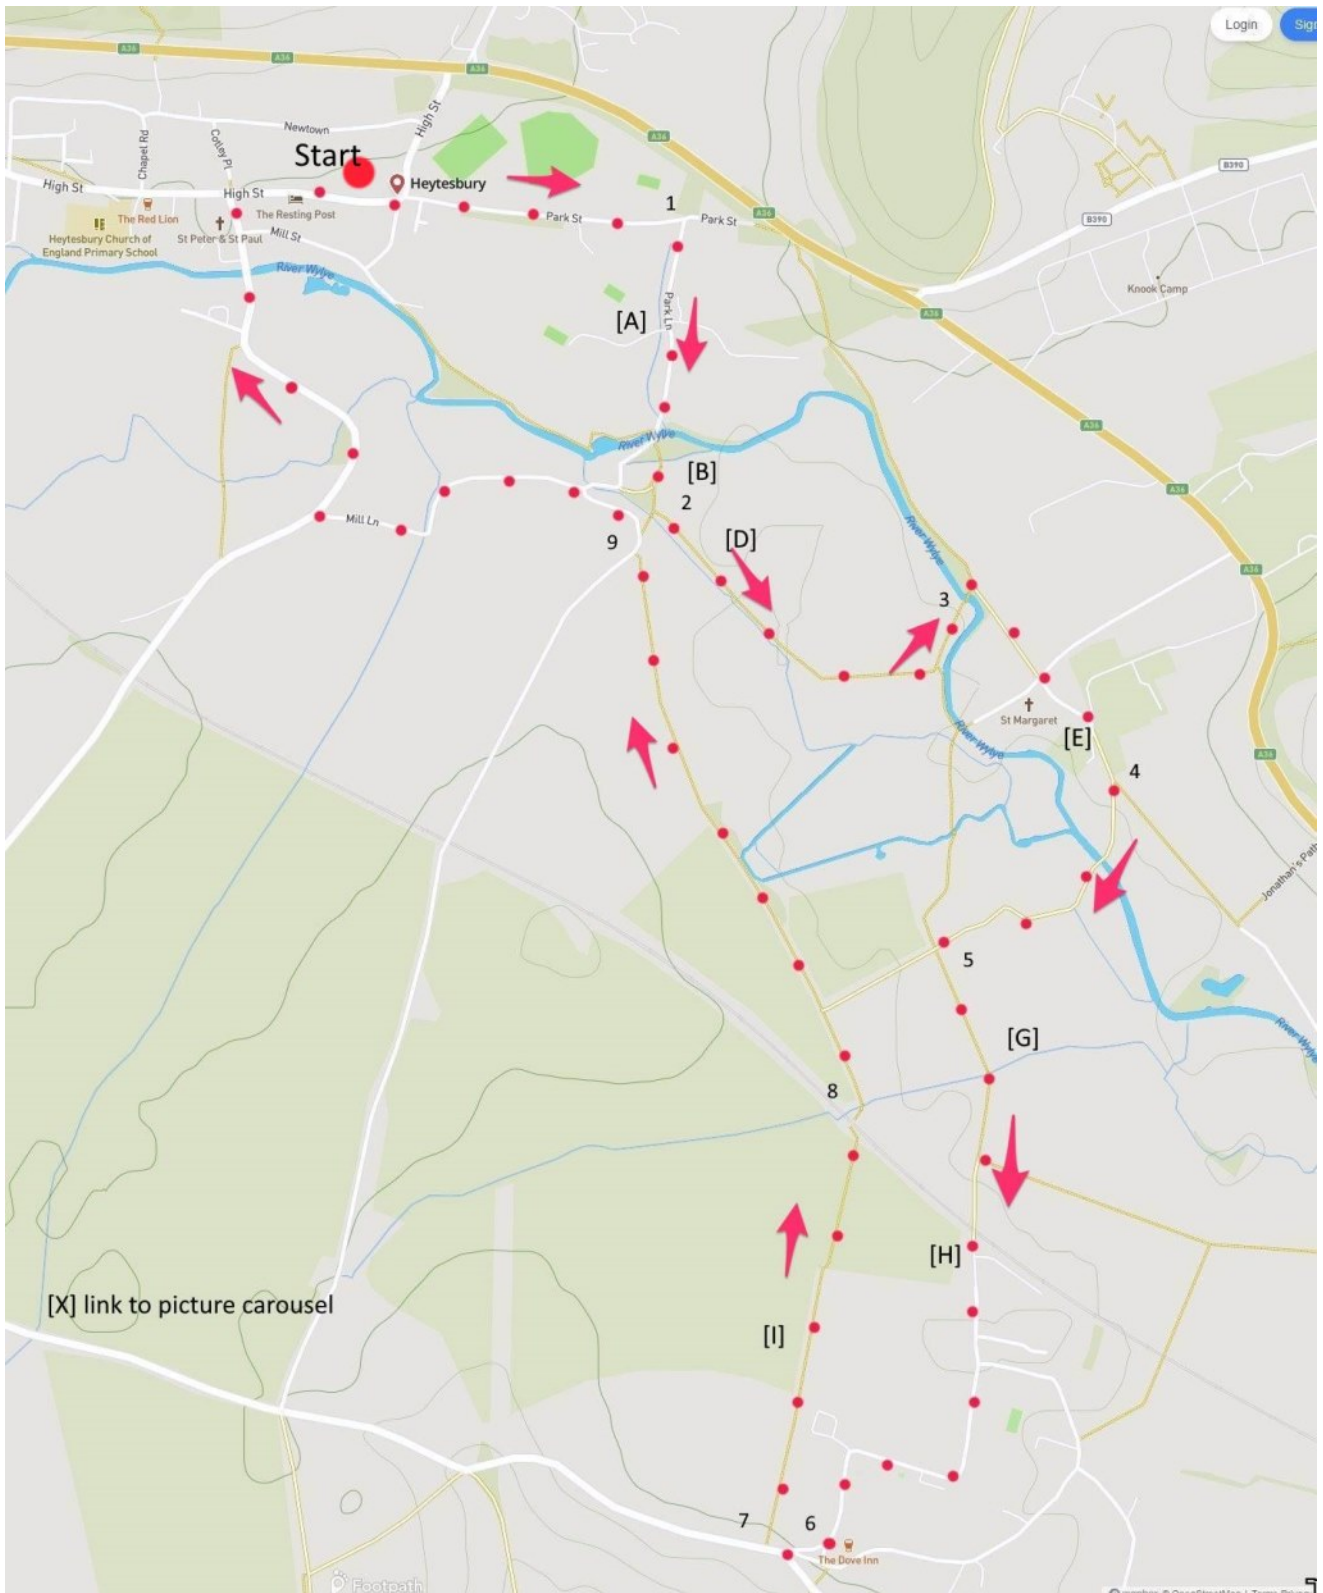 Login
Sign
A36
A36
A36
High St
Newtown
Chapel Rd
Cotley Pl
Start
A36
B390
High St
High St
Heytesbury
1
The Red Lion
The Resting Post
Park St
Park St
A36
B390
Heytesbury Church of
England Primary School
St Peter & St Paul
Mill St
River Wylye
Knook Camp
[A]
Park Ln
A36
A36
River Wylye
[B]
2
A36
Mill Ln
9
[D]
River Wylye
A36
3
St Margaret
[E]
River Wylye
A36
4
Jonathan's Path
5
[G]
River Wylye
8
[H]
[X] link to picture carousel
[I]
7
6
The Dove Inn
Footpath